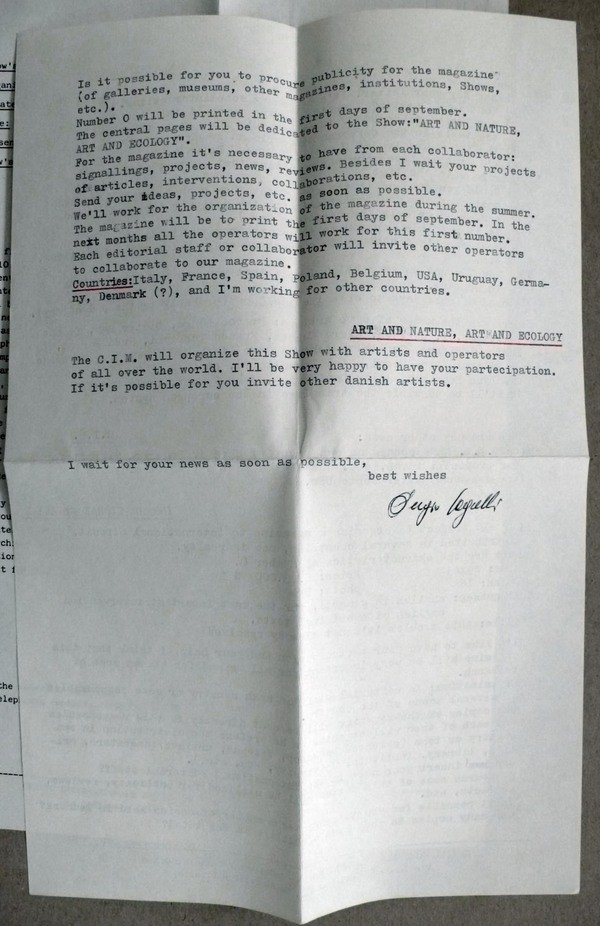 Is it possible for you to procure publicity for the magazine
(of galleries, museums, other magazines, institutions, Shows,
etc.).
Number 0 will be printed in the first days of september.
The central pages will be dedicated to the Show:"ART AND NATURE,
ART AND ECOLOGY".
For the magazine it's necessary to have from each collaborator:
signallings, projects, news, reviews. Besides I wait your projects
of articles, interventions, collaborations, etc.
Send your ideas, projects, etc. as soon as possible.
We'll work for the organization of the magazine during the summer.
The magazine will be to print the first days of september. In the
next months all the operators will work for this first number.
Each editorial staff or collaborator will invite other operators
to collaborate to our magazine.
Countries:Italy, France, Spain, Poland, Belgium, USA, Uruguay, Germa-
ny, Denmark (?), and I'm working for other countries.
ART AND NATURE, ART AND ECOLOGY
The C.I.M. will organize this Show with artists and operators
of all over the world. I'll be very happy to have your partecipation.
If it's possible for you invite other danish artists.
I wait for your news as soon as possible,
best wishes